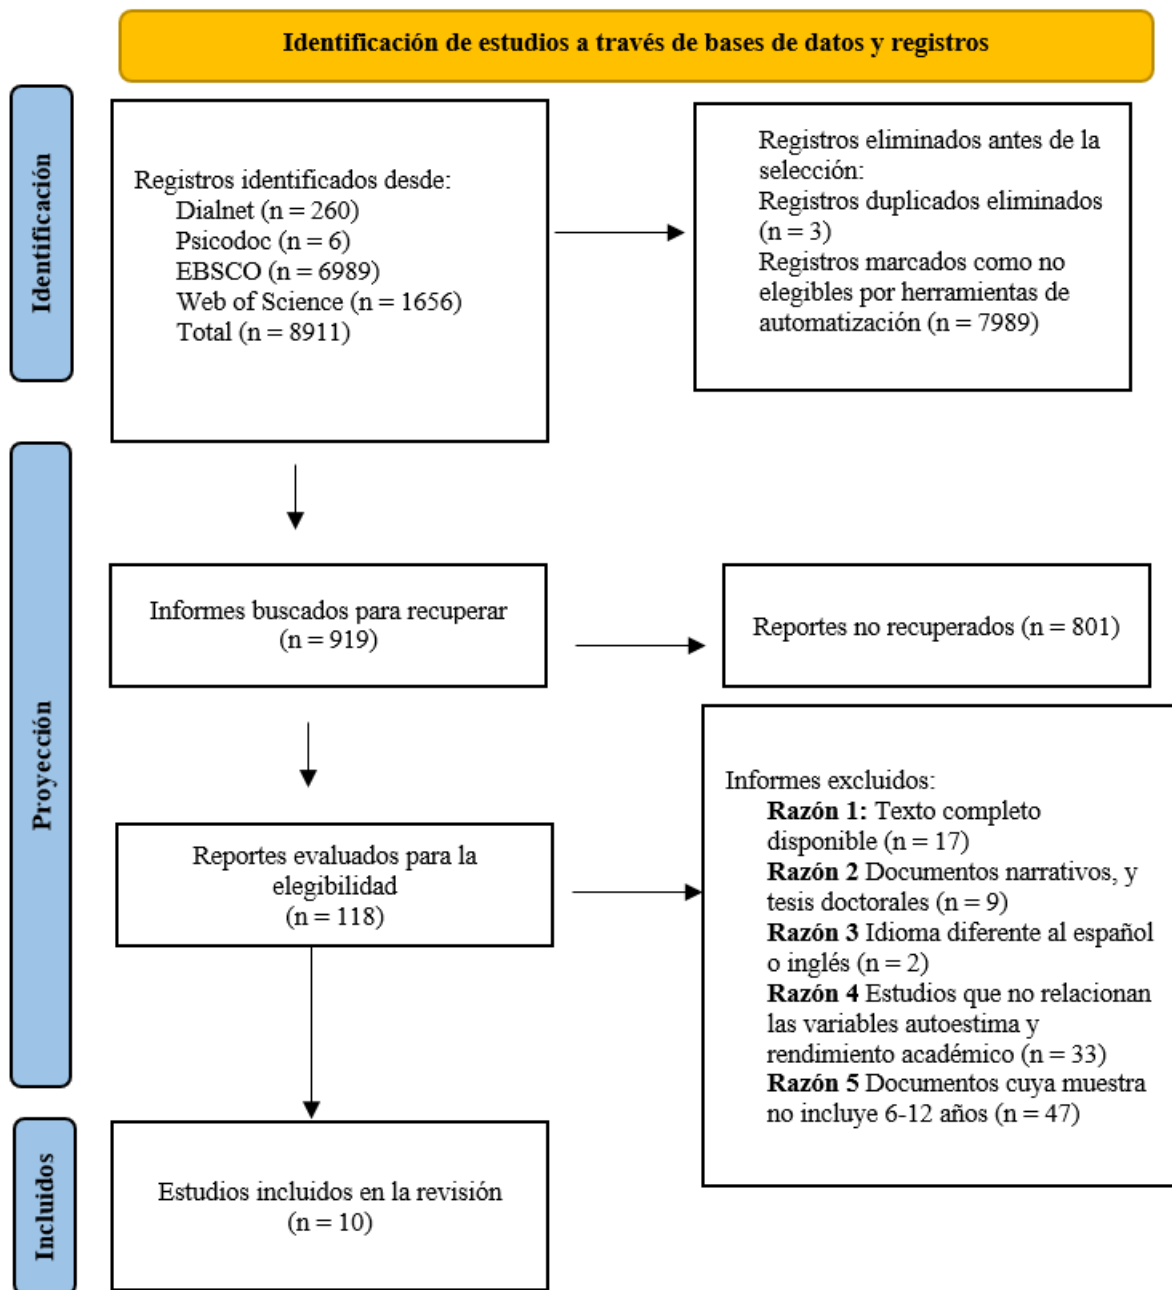 Identificación de estudios a través de bases de datos y registros
Identificación
Registros identificados desde:
Dialnet (n = 260)
Psicodoc (n = 6)
EBSCO (n = 6989)
Web of Science (n = 1656)
Total (n = 8911)
Registros eliminados antes de la
selección:
Registros duplicados eliminados
(n = 3)
Registros marcados como no
elegibles por herramientas de
automatización (n = 7989)
Proyección
Informes buscados para recuperar
(n = 919)
Reportes no recuperados (n = 801)
Reportes evaluados para la
elegibilidad
(n = 118)
Informes excluidos:
Razón 1: Texto completo
disponible (n = 17)
Razón 2 Documentos narrativos, y
tesis doctorales (n = 9)
Razón 3 Idioma diferente al español
o inglés (n = 2)
Razón 4 Estudios que no relacionan
las variables autoestima y
rendimiento académico (n = 33)
Razón 5 Documentos cuya muestra
no incluye 6-12 años (n = 47)
Incluidos
Estudios incluidos en la revisión
(n = 10)